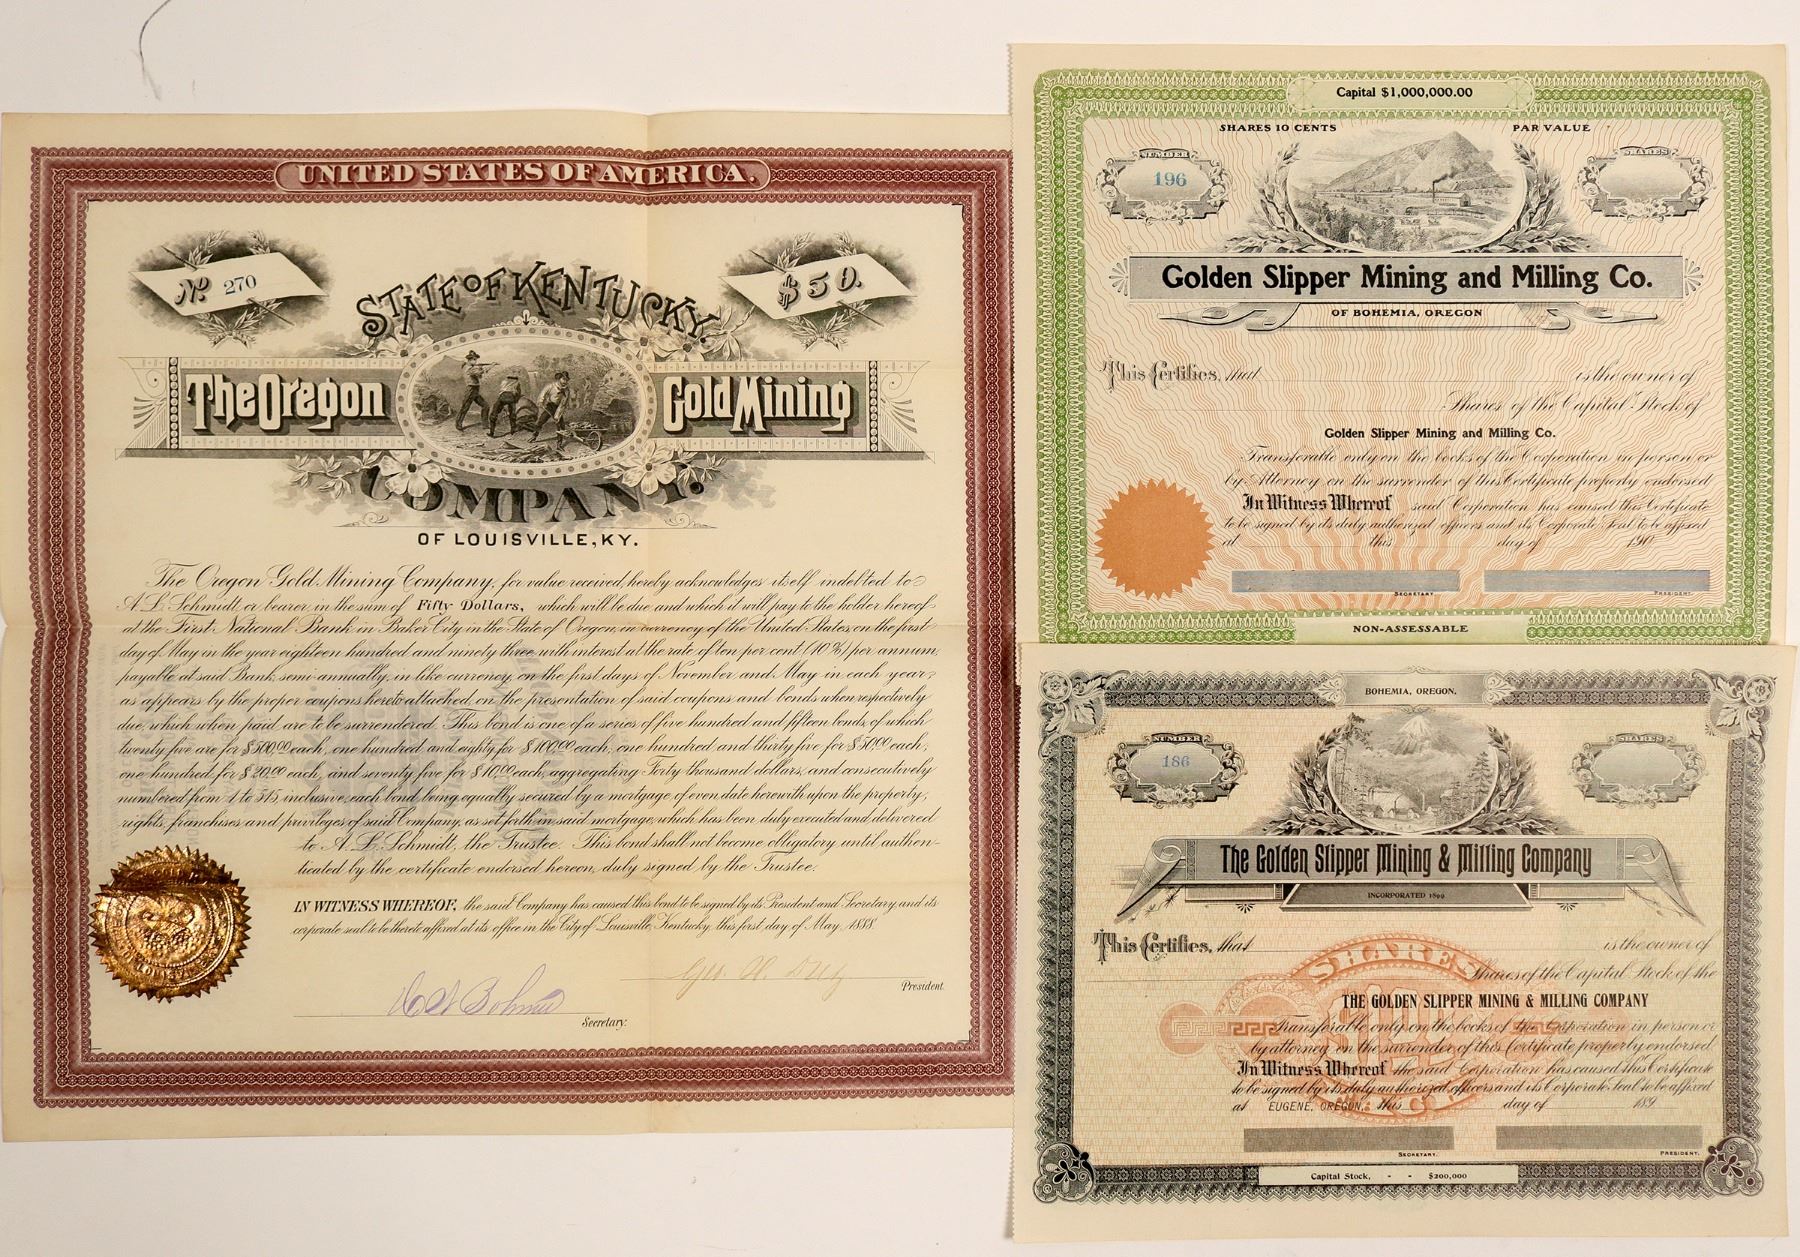 UNITED STATES OF AMERICA.
No. 270
$50.
STATE OF KENTUCKY
The Oregon Gold Mining
COMPANY.
OF LOUISVILLE, KY.
The Oregon Gold Mining Company, for value received, hereby acknowledges itself indebted to
A. L. Schmidt or bearer, in the sum of Fifty Dollars, which will be due and which it will pay to the holder hereof
at the First National Bank in Baker City in the State of Oregon, in currency of the United States, on the first
day of May in the year eighteen hundred and ninety three, with interest at the rate of ten per cent (10%) per annum,
payable at said Bank, semi-annually, in like currency, on the first days of November and May in each year,
as appears by the proper coupons hereto attached, on the presentation of said coupons and bonds when respectively
due, which when paid are to be surrendered. This bond is one of a series of five hundred and fifteen bonds, of which
twenty five are for $500.00 each, one hundred and eighty for $100.00 each, one hundred and thirty five for $50.00 each,
one hundred for $20.00 each, and seventy five for $10.00 each, aggregating Forty thousand dollars, and consecutively
numbered from 1 to 515, inclusive, each bond being equally secured by a mortgage of even date herewith upon the property,
rights, franchises and privileges of said Company, as set forth in said mortgage, which has been duly executed and delivered
to A. L. Schmidt, the Trustee. This bond shall not become obligatory until authen-
ticated by the certificate endorsed hereon, duly signed by the Trustee.
IN WITNESS WHEREOF, the said Company has caused this bond to be signed by its President and Secretary, and its
corporate seal to be thereto affixed at its office in the City of Louisville, Kentucky, this first day of May, 1888.
President.
Secretary.
Capital $1,000,000.00
SHARES 10 CENTS
PAR VALUE
NUMBER
196
SHARES
Golden Slipper Mining and Milling Co.
OF BOHEMIA, OREGON
This Certifies, that
is the owner of
Shares of the Capital Stock of
Golden Slipper Mining and Milling Co.
Transferable only on the books of the Corporation in person or
by Attorney on the surrender of this Certificate properly endorsed
In Witness Whereof said Corporation has caused this Certificate
to be signed by its duly authorized officers and its Corporate Seal to be affixed
at this day of 190
SECRETARY
PRESIDENT.
NON-ASSESSABLE
BOHEMIA, OREGON.
NUMBER
186
SHARES
The Golden Slipper Mining & Milling Company
INCORPORATED 1899
This Certifies, that
is the owner of
SHARES
Shares of the Capital Stock of the
THE GOLDEN SLIPPER MINING & MILLING COMPANY
Transferable only on the books of the Corporation in person or
by attorney on the surrender of this Certificate properly endorsed
In Witness Whereof the said Corporation has caused this Certificate
to be signed by its duly authorized officers and its Corporate Seal to be affixed
at EUGENE, OREGON, this day of 189
SECRETARY.
PRESIDENT.
Capital Stock, - - $200,000